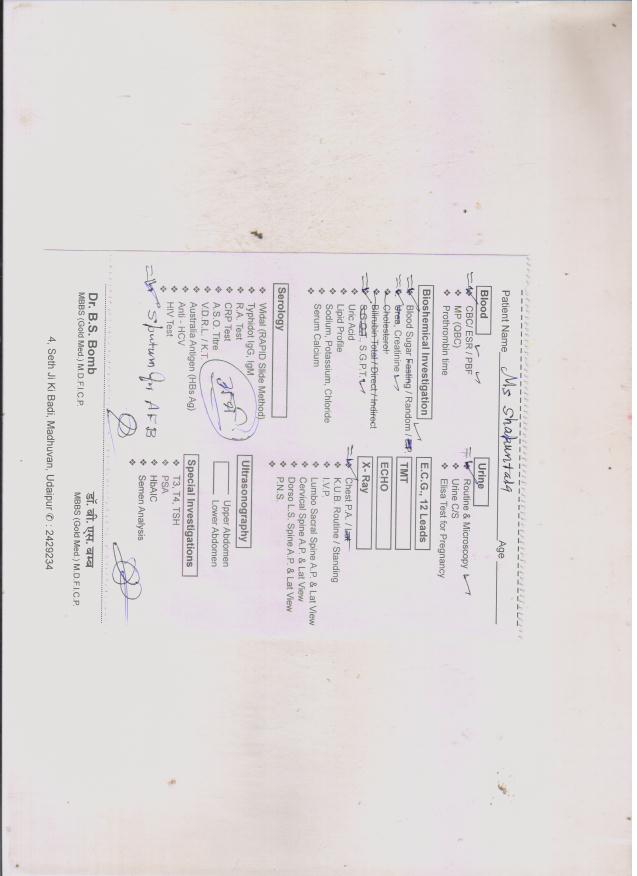 Patient Name Ms Shakuntala
Age
Blood
CBC/ ESR / PBF
MP (QBC)
Prothrombin time
Biochemical Investigation
Blood Sugar Fasting / Random / PP
Urea, Creatinine
Cholesterol
Bilirubin Total / Direct / Indirect
S.G.O.T. S.G.P.T.
Uric Acid
Lipid Profile
Sodium, Potassium, Chloride
Serum Calcium
Serology
Widal (RAPID Slide Method)
Typhidot IgG, IgM
R.A. Test
CRP Test
A.S.O. Titre
V.D.R.L. / K.T.
Australia Antigen (HBs Ag)
Anti - HCV
HIV Test
Sputum for AFB
Urine
Routine & Microscopy
Urine C/S
Elisa Test for Pregnancy
E.C.G., 12 Leads
TMT
ECHO
X- Ray
Chest P.A. / Lat
K.U.B. Routine / Standing
I.V.P.
Lumbo Sacral Spine A.P. & Lat View
Cervical Spine A.P. & Lat View
Dorso L.S. Spine A.P. & Lat View
P.N.S.
Ultrasonography
Upper Abdomen
Lower Abdomen
Special Investigations
T3, T4, TSH
PSA
HbAIC
Semen Analysis
Dr. B.S. Bomb
MBBS (Gold Med.) M.D.F.I.C.P.
डॉ. बी.एस. बम्ब
MBBS (Gold Med.) M.D.F.I.C.P.
4, Seth Ji Ki Badi, Madhuvan, Udaipur ✆ : 2429234